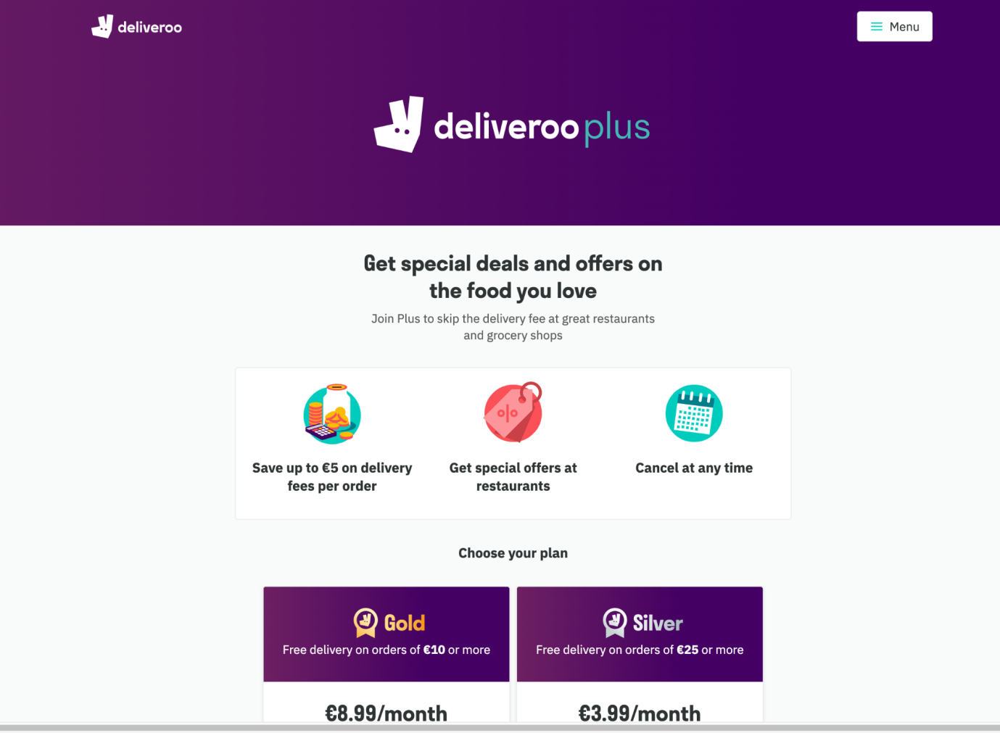 deliveroo
Menu
deliveroo plus
Get special deals and offers on
the food you love
Join Plus to skip the delivery fee at great restaurants
and grocery shops
Save up to €5 on delivery
fees per order
Get special offers at
restaurants
Cancel at any time
Choose your plan
Gold
Free delivery on orders of €10 or more
€8.99/month
Silver
Free delivery on orders of €25 or more
€3.99/month